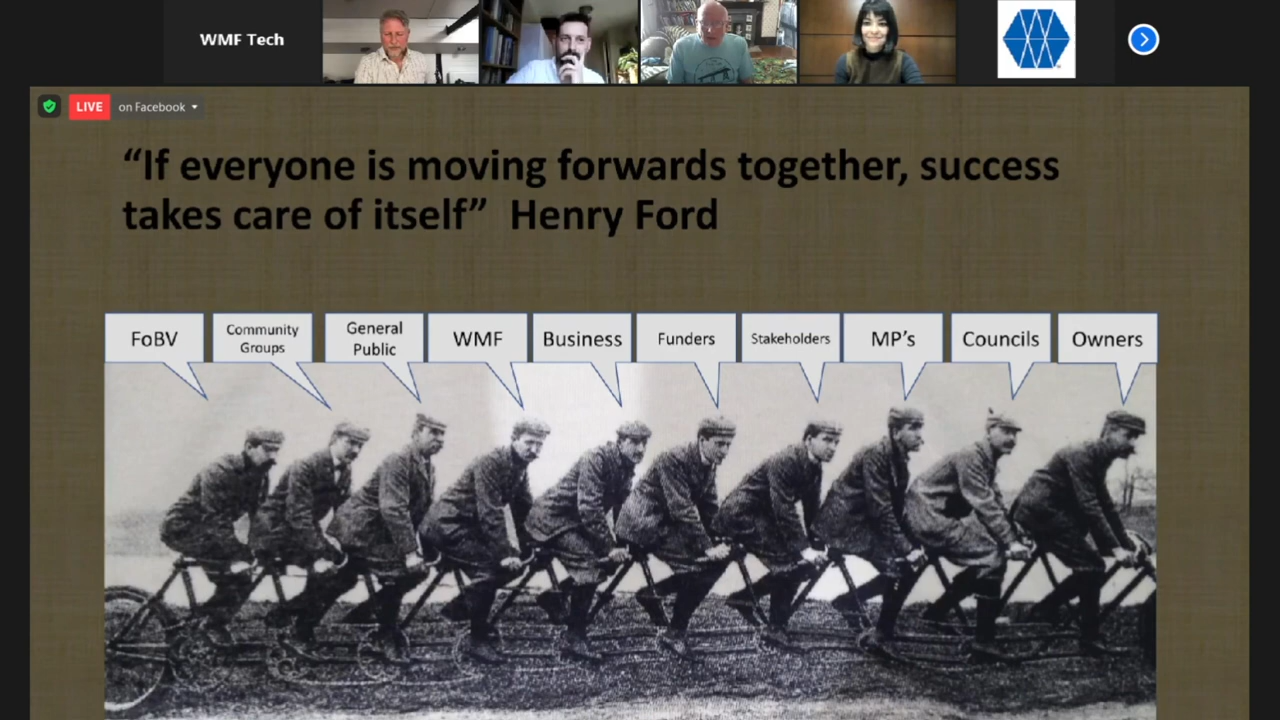 WMF Tech
LIVE on Facebook
“If everyone is moving forwards together, success
takes care of itself” Henry Ford
FoBV
Community
Groups
General
Public
WMF
Business
Funders
Stakeholders
MP’s
Councils
Owners